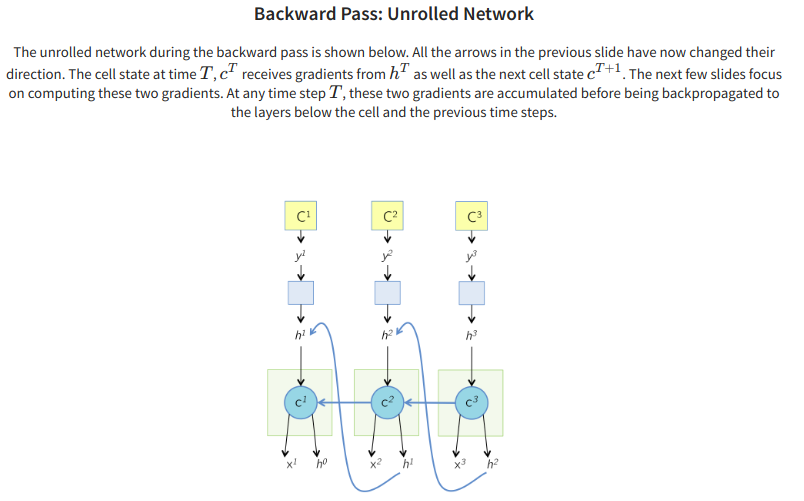 Backward Pass: Unrolled Network
The unrolled network during the backward pass is shown below. All the arrows in the previous slide have now changed their
direction. The cell state at time T, c^T receives gradients from h^T as well as the next cell state c^{T+1}. The next few slides focus
on computing these two gradients. At any time step T, these two gradients are accumulated before being backpropagated to
the layers below the cell and the previous time steps.
C¹ C² C³
y¹ y² y³
h¹ h² h³
c¹ c² c³
x¹ h⁰ x² h¹ x³ h²